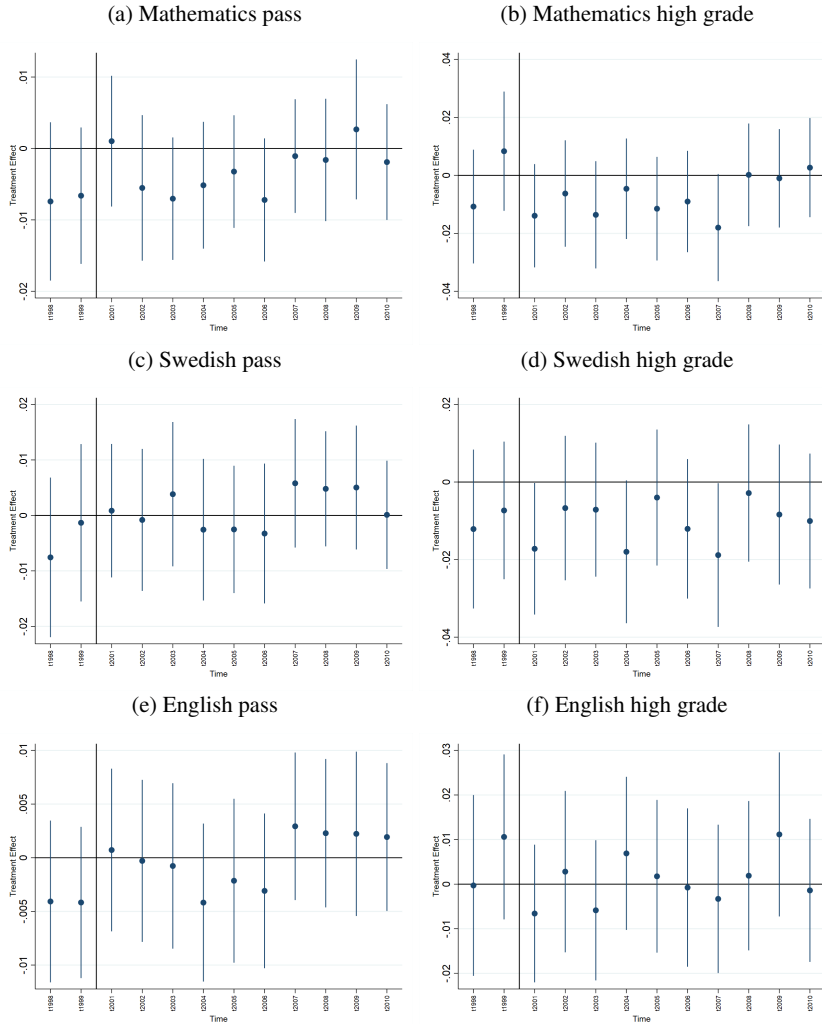 (a) Mathematics pass
(b) Mathematics high grade
Treatment Effect
.01
0
-.01
-.02
t1998 t1999 t2001 t2002 t2003 t2004 t2005 t2006 t2007 t2008 t2009 t2010
Time
Treatment Effect
.04
.02
0
-.02
-.04
t1998 t1999 t2001 t2002 t2003 t2004 t2005 t2006 t2007 t2008 t2009 t2010
Time
(c) Swedish pass
(d) Swedish high grade
Treatment Effect
.02
.01
0
-.01
-.02
t1998 t1999 t2001 t2002 t2003 t2004 t2005 t2006 t2007 t2008 t2009 t2010
Time
Treatment Effect
.02
0
-.02
-.04
t1998 t1999 t2001 t2002 t2003 t2004 t2005 t2006 t2007 t2008 t2009 t2010
Time
(e) English pass
(f) English high grade
Treatment Effect
.01
.005
0
-.005
-.01
t1998 t1999 t2001 t2002 t2003 t2004 t2005 t2006 t2007 t2008 t2009 t2010
Time
Treatment Effect
.03
.02
.01
0
-.01
-.02
t1998 t1999 t2001 t2002 t2003 t2004 t2005 t2006 t2007 t2008 t2009 t2010
Time